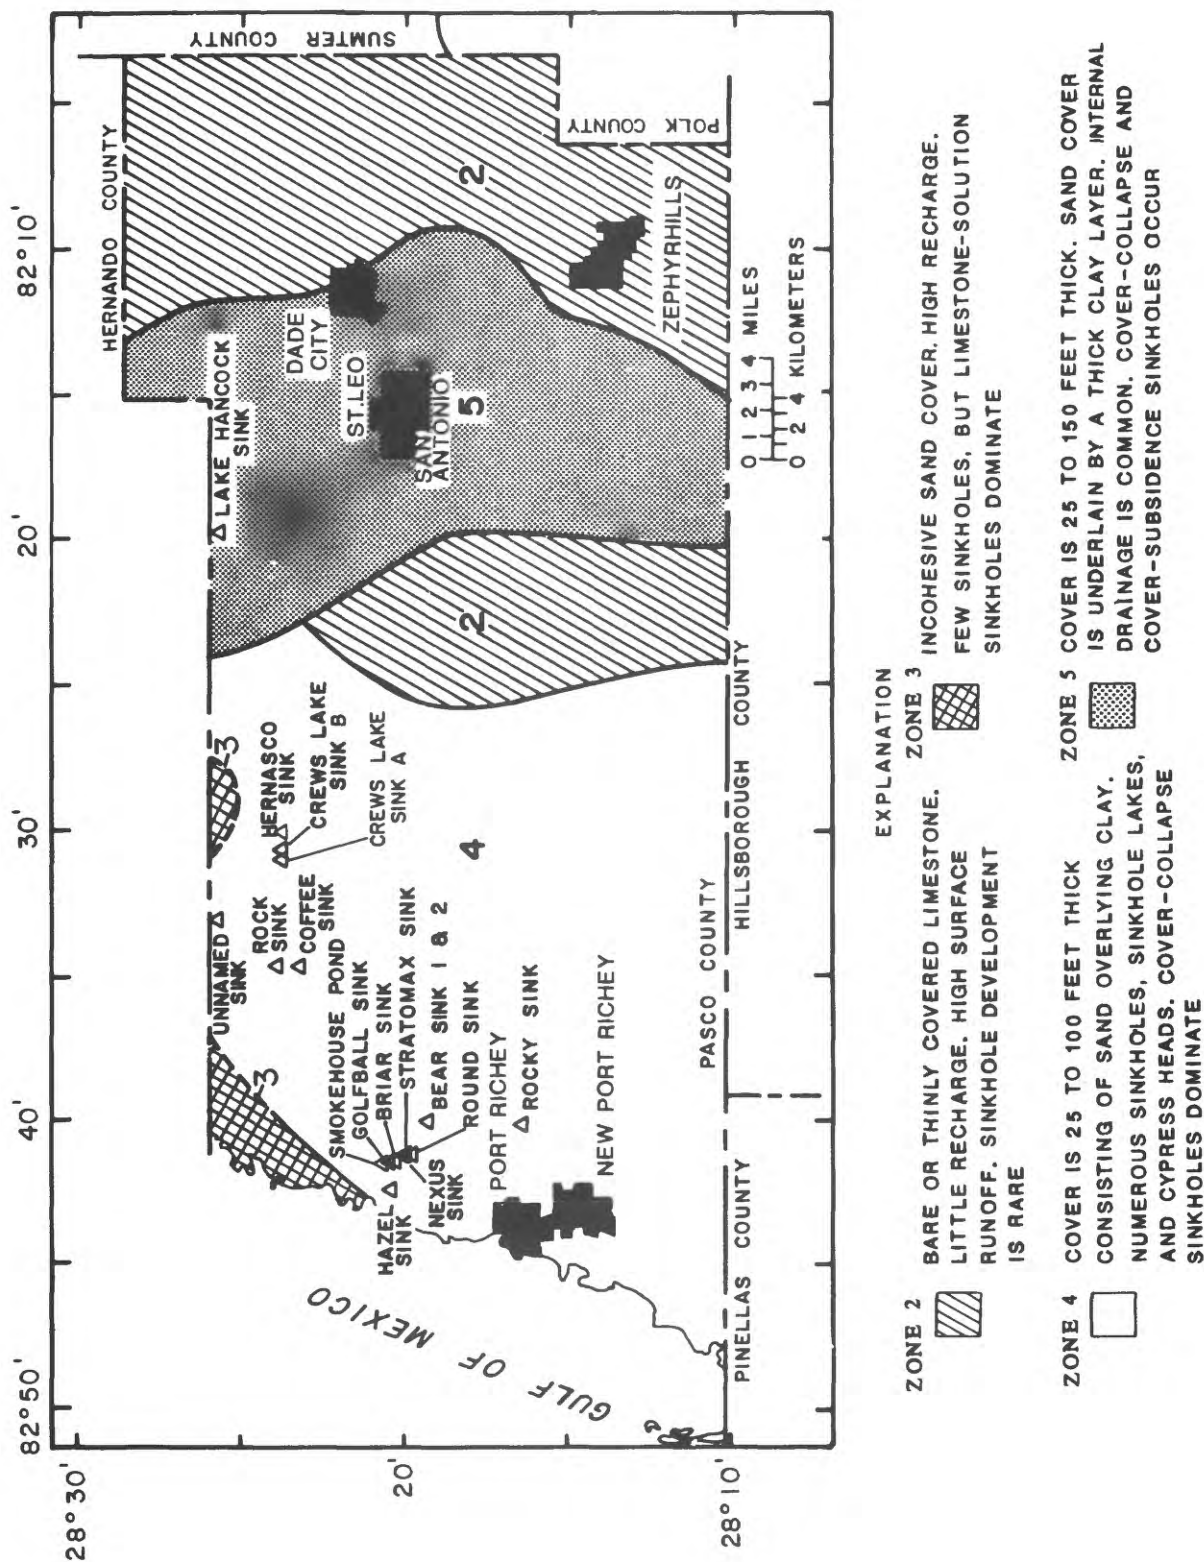 82°50'
40'
30'
20'
82°10'
28°30'
20'
28°10'
HERNANDO COUNTY
SUMTER COUNTY
POLK COUNTY
UNNAMED
SINK
3
3
LAKE HANCOCK
SINK
ROCK
SINK
COFFEE
SINK
HERNASCO
SINK
CREWS LAKE
SINK B
CREWS LAKE
SINK A
DADE
CITY
ST. LEO
SAN
ANTONIO
SMOKEHOUSE POND
GOLFBALL SINK
BRIAR SINK
STRATOMAX SINK
BEAR SINK 1 & 2
ROUND SINK
HAZEL
SINK
NEXUS
SINK
4
2
5
2
PORT RICHEY
ROCKY SINK
NEW PORT RICHEY
ZEPHYRHILLS
GULF OF MEXICO
PASCO COUNTY
PINELLAS COUNTY
HILLSBOROUGH COUNTY
0 1 2 3 4 MILES
0 2 4 KILOMETERS
EXPLANATION
ZONE 2
BARE OR THINLY COVERED LIMESTONE.
LITTLE RECHARGE. HIGH SURFACE
RUNOFF. SINKHOLE DEVELOPMENT
IS RARE
ZONE 3
INCOHESIVE SAND COVER. HIGH RECHARGE.
FEW SINKHOLES, BUT LIMESTONE-SOLUTION
SINKHOLES DOMINATE
ZONE 4
COVER IS 25 TO 100 FEET THICK
CONSISTING OF SAND OVERLYING CLAY.
NUMEROUS SINKHOLES, SINKHOLE LAKES,
AND CYPRESS HEADS. COVER-COLLAPSE
SINKHOLES DOMINATE
ZONE 5
COVER IS 25 TO 150 FEET THICK. SAND COVER
IS UNDERLAIN BY A THICK CLAY LAYER. INTERNAL
DRAINAGE IS COMMON. COVER-COLLAPSE AND
COVER-SUBSIDENCE SINKHOLES OCCUR